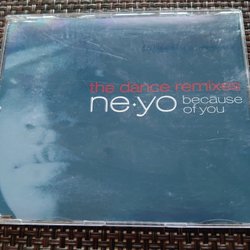 the dance remixes
ne·yo because
of you